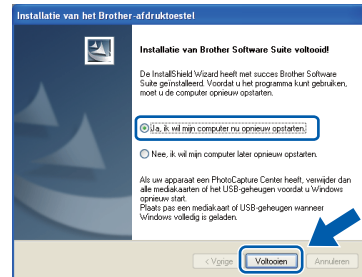 Installatie van het Brother-afdruktoestel
Installatie van Brother Software Suite voltooid!
De InstallShield Wizard heeft met succes Brother Software
Suite geïnstalleerd. Voordat u het programma kunt gebruiken,
moet u de computer opnieuw opstarten.
Ja, ik wil mijn computer nu opnieuw opstarten.
Nee, ik wil mijn computer later opnieuw opstarten.
Als uw apparaat een PhotoCapture Center heeft, verwijder dan
alle mediakaarten of het USB-geheugen voordat u Windows
opnieuw start.
Plaats pas een mediakaart of USB-geheugen wanneer
Windows volledig is geladen.
< Vorige
Voltooien
Annuleren